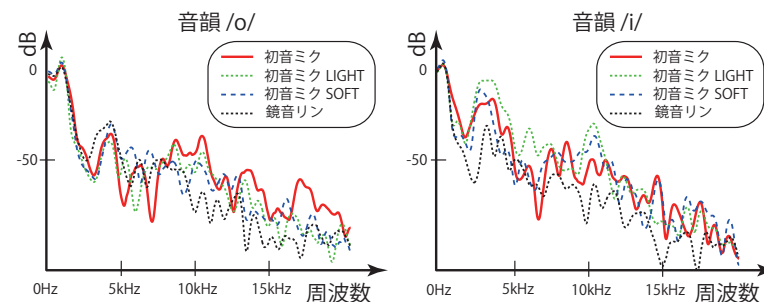 音韻 /o/
dB
0
-50
初音ミク
初音ミク LIGHT
初音ミク SOFT
鏡音リン
0Hz 5kHz 10kHz 15kHz 周波数
音韻 /i/
dB
0
-50
初音ミク
初音ミク LIGHT
初音ミク SOFT
鏡音リン
0Hz 5kHz 10kHz 15kHz 周波数